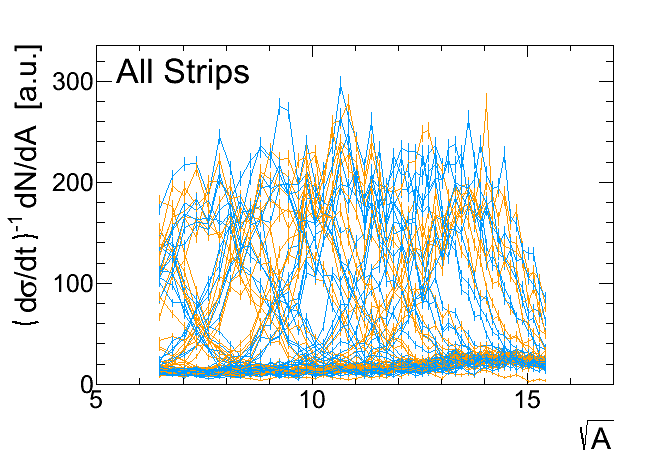 ( dσ/dt )⁻¹ dN/dA [a.u.]
All Strips
300
200
100
0
5 10 15
√A